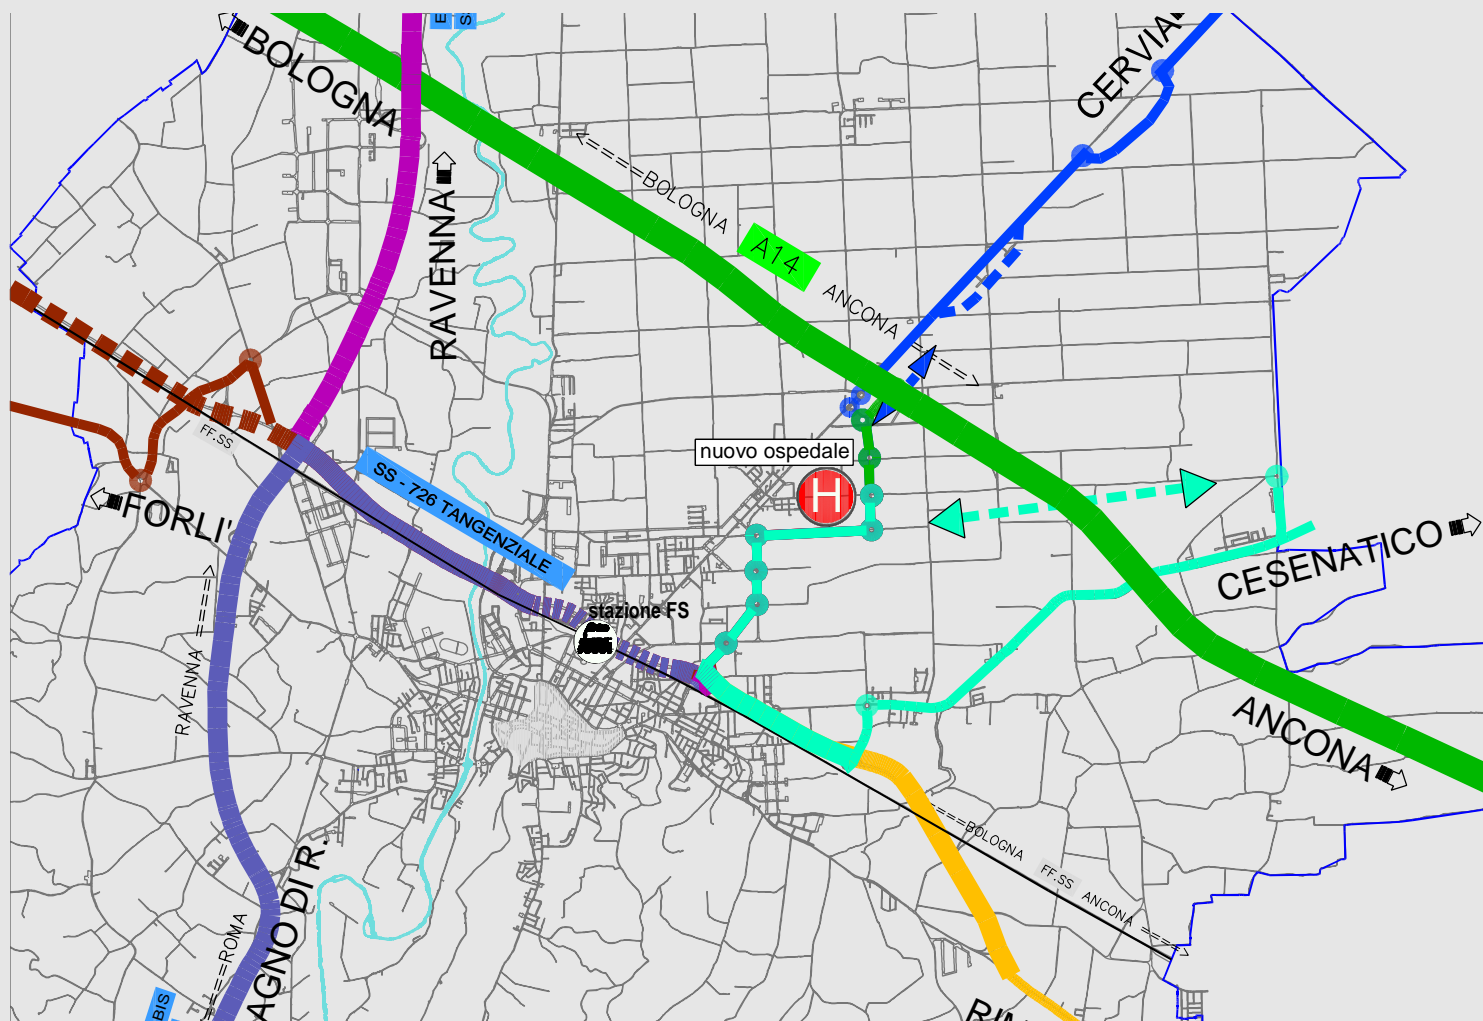 E
S
BOLOGNA
CERVIA
<=====BOLOGNA
A14
ANCONA ====>
RAVENNA
FF.SS
nuovo ospedale
H
SS - 726 TANGENZIALE
FORLI'
CESENATICO
stazione FS
RAVENNA =====>
ANCONA
<====BOLOGNA
FF.SS
ANCONA ====>
AGNO DI R.
<====ROMA
BIS
RIM